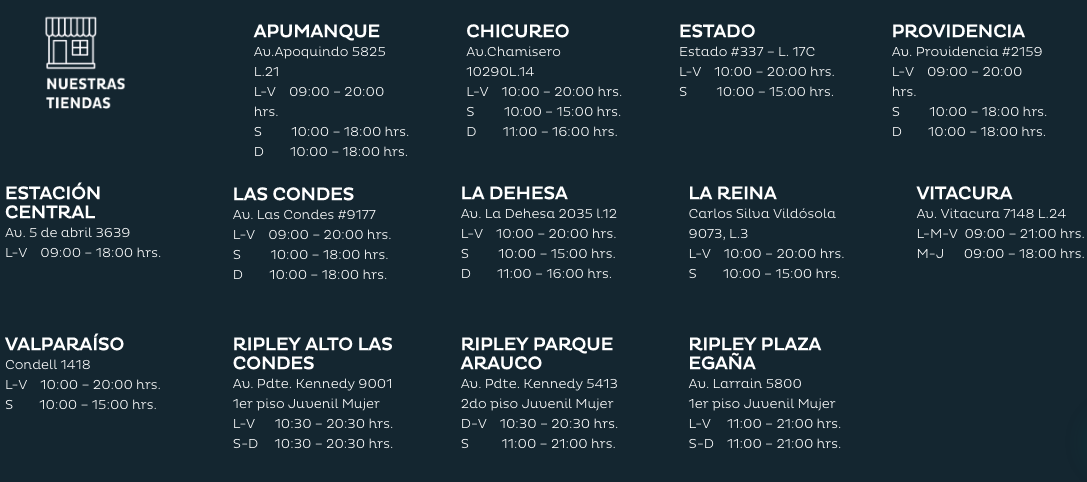 NUESTRAS
TIENDAS
APUMANQUE
Av.Apoquindo 5825
L.21
L-V 09:00 – 20:00
hrs.
S 10:00 – 18:00 hrs.
D 10:00 – 18:00 hrs.
CHICUREO
Av.Chamisero
10290L.14
L-V 10:00 – 20:00 hrs.
S 10:00 – 15:00 hrs.
D 11:00 – 16:00 hrs.
ESTADO
Estado #337 – L. 17C
L-V 10:00 – 20:00 hrs.
S 10:00 – 15:00 hrs.
PROVIDENCIA
Av. Providencia #2159
L-V 09:00 – 20:00
hrs.
S 10:00 – 18:00 hrs.
D 10:00 – 18:00 hrs.
ESTACIÓN
CENTRAL
Av. 5 de abril 3639
L-V 09:00 – 18:00 hrs.
LAS CONDES
Av. Las Condes #9177
L-V 09:00 – 20:00 hrs.
S 10:00 – 18:00 hrs.
D 10:00 – 18:00 hrs.
LA DEHESA
Av. La Dehesa 2035 l.12
L-V 10:00 – 20:00 hrs.
S 10:00 – 15:00 hrs.
D 11:00 – 16:00 hrs.
LA REINA
Carlos Silva Vildósola
9073, L.3
L-V 10:00 – 20:00 hrs.
S 10:00 – 15:00 hrs.
VITACURA
Av. Vitacura 7148 L.24
L-M-V 09:00 – 21:00 hrs.
M-J 09:00 – 18:00 hrs.
VALPARAÍSO
Condell 1418
L-V 10:00 – 20:00 hrs.
S 10:00 – 15:00 hrs.
RIPLEY ALTO LAS
CONDES
Av. Pdte. Kennedy 9001
1er piso Juvenil Mujer
L-V 10:30 – 20:30 hrs.
S-D 10:30 – 20:30 hrs.
RIPLEY PARQUE
ARAUCO
Av. Pdte. Kennedy 5413
2do piso Juvenil Mujer
D-V 10:30 – 20:30 hrs.
S 11:00 – 21:00 hrs.
RIPLEY PLAZA
EGAÑA
Av. Larrain 5800
1er piso Juvenil Mujer
L-V 11:00 – 21:00 hrs.
S-D 11:00 – 21:00 hrs.